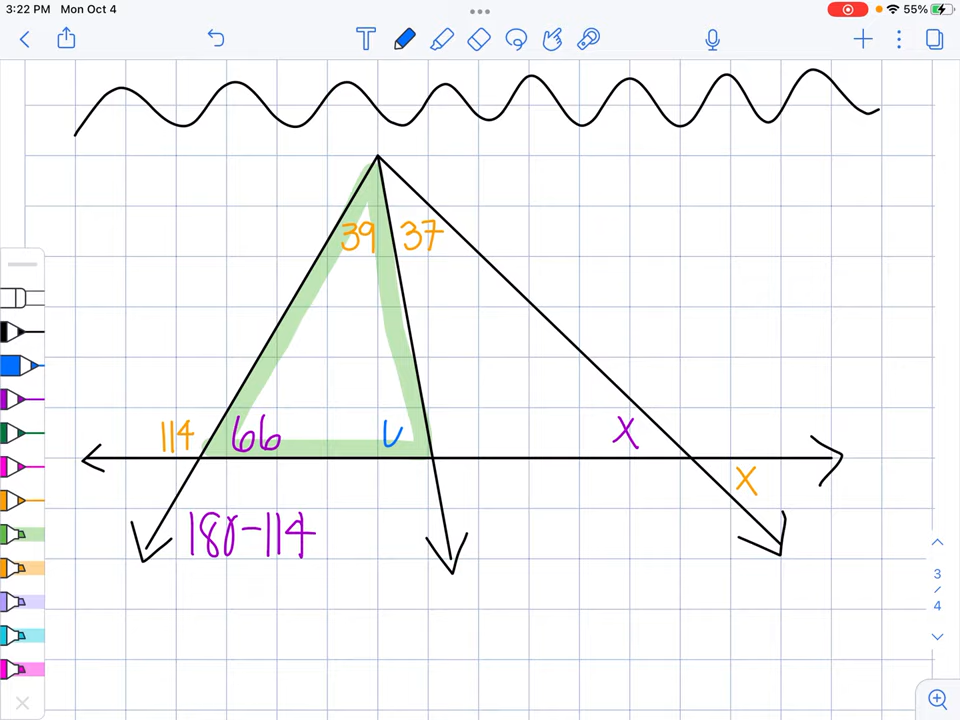 3:22 PM Mon Oct 4
55%
T
39 37
114 66 X
X
180-114
3
/
4